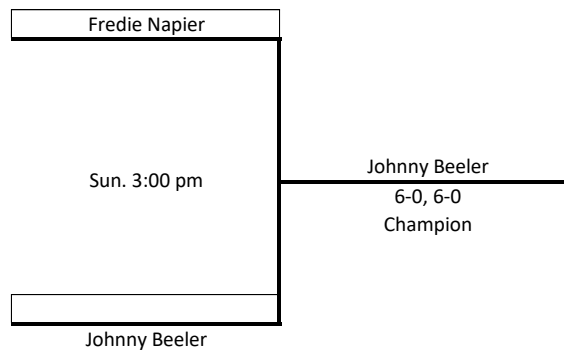 Fredie Napier
Sun. 3:00 pm
Johnny Beeler
6-0, 6-0
Champion
Johnny Beeler